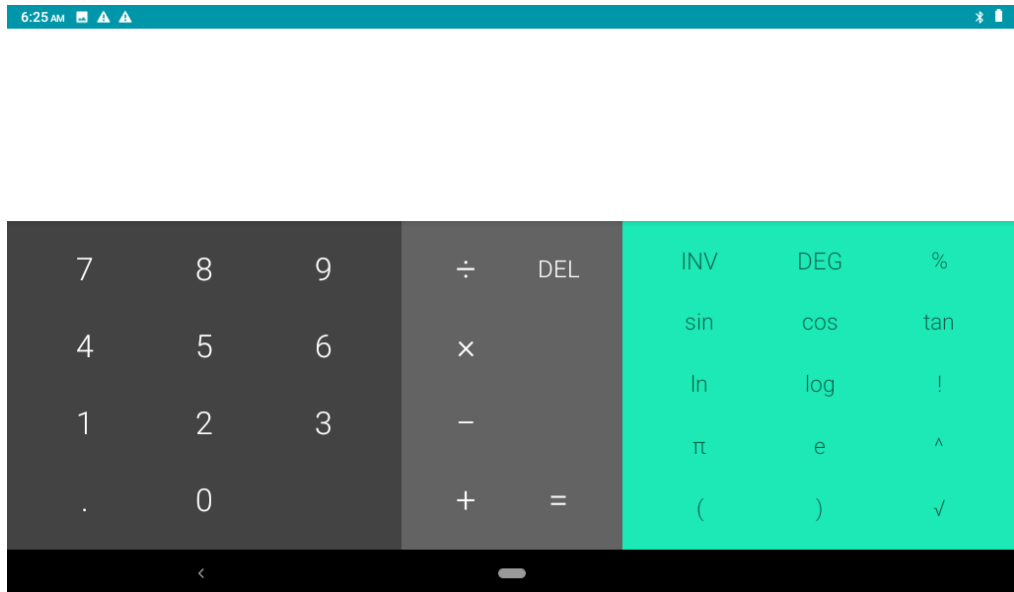 6:25 AM
7 8 9 ÷ DEL INV DEG %
4 5 6 × sin cos tan
1 2 3 − ln log !
. 0 + = π e ^
( ) √